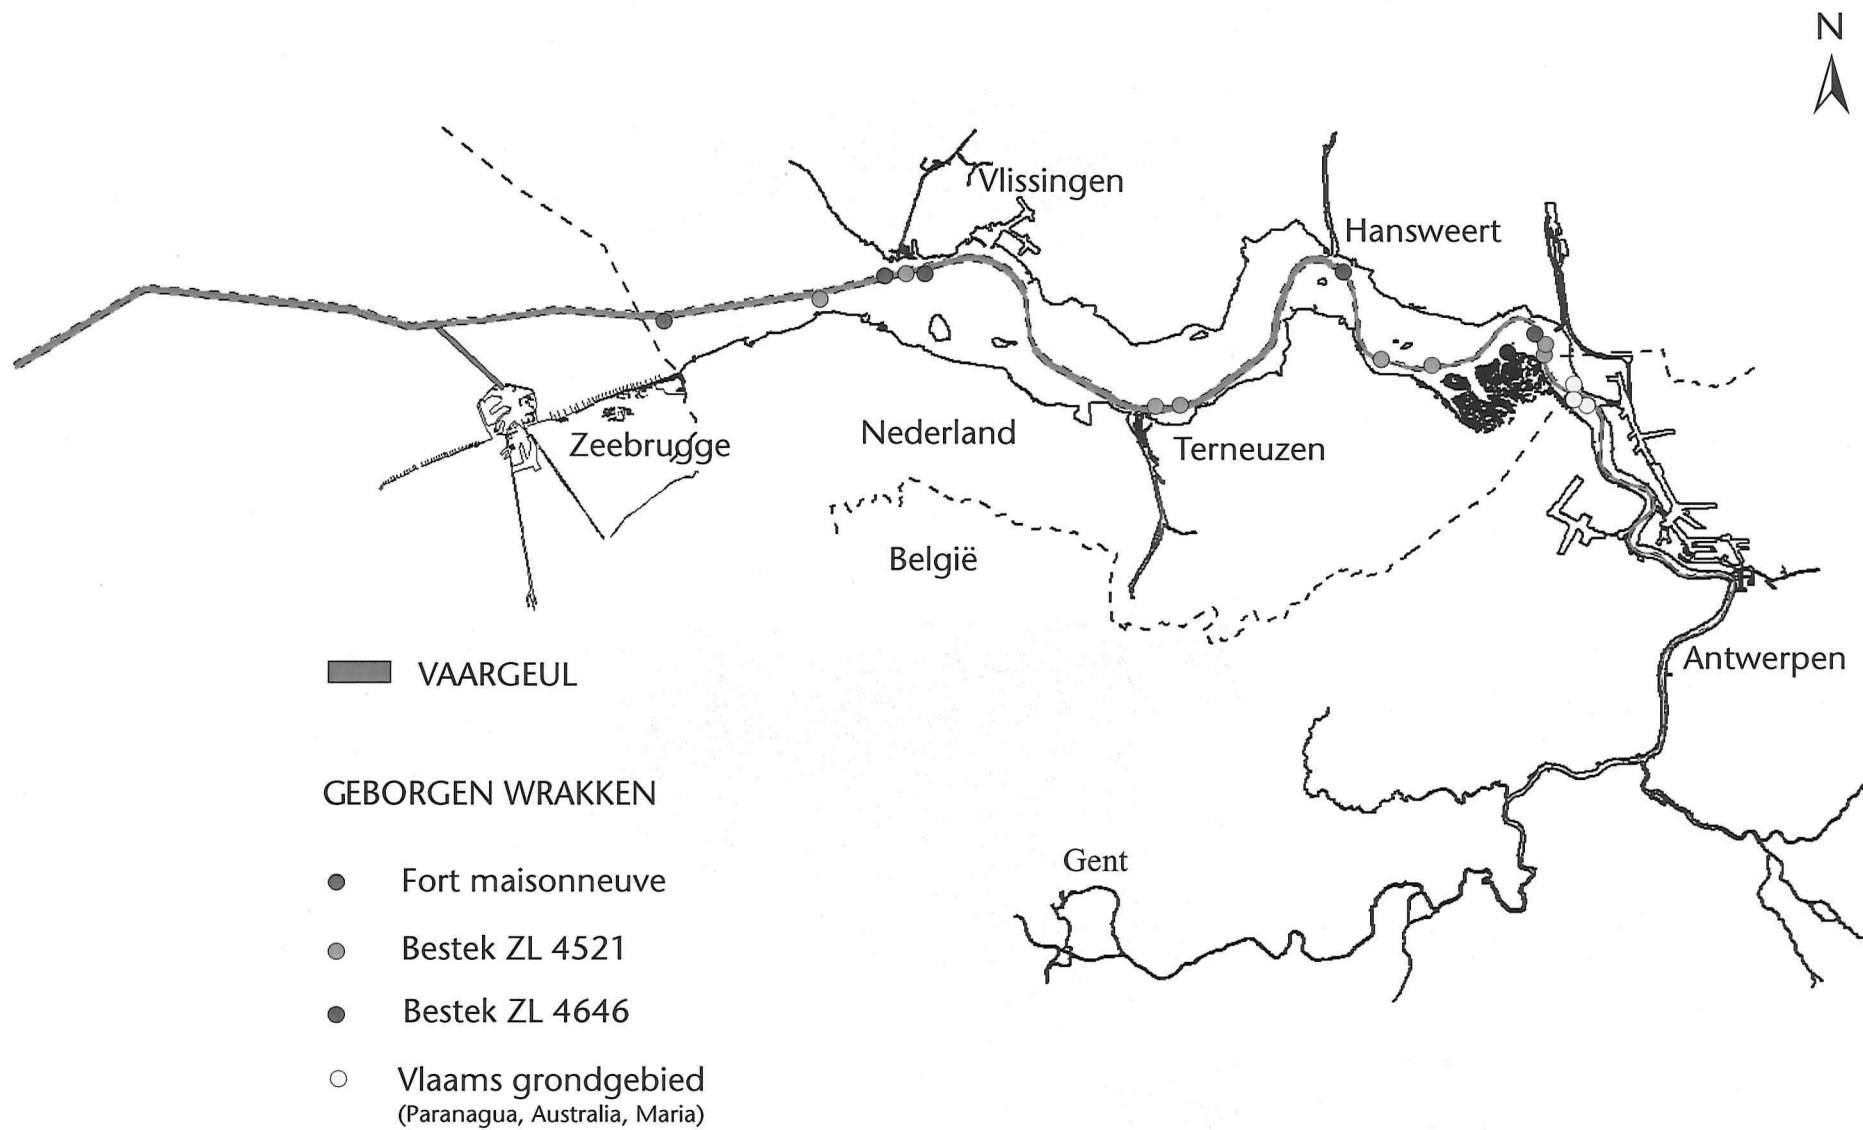 N
Vlissingen
Hansweert
Zeebrugge
Nederland
Terneuzen
België
VAARGEUL
Antwerpen
GEBORGEN WRAKKEN
Gent
Fort maisonneuve
Bestek ZL 4521
Bestek ZL 4646
Vlaams grondgebied
(Paranagua, Australia, Maria)